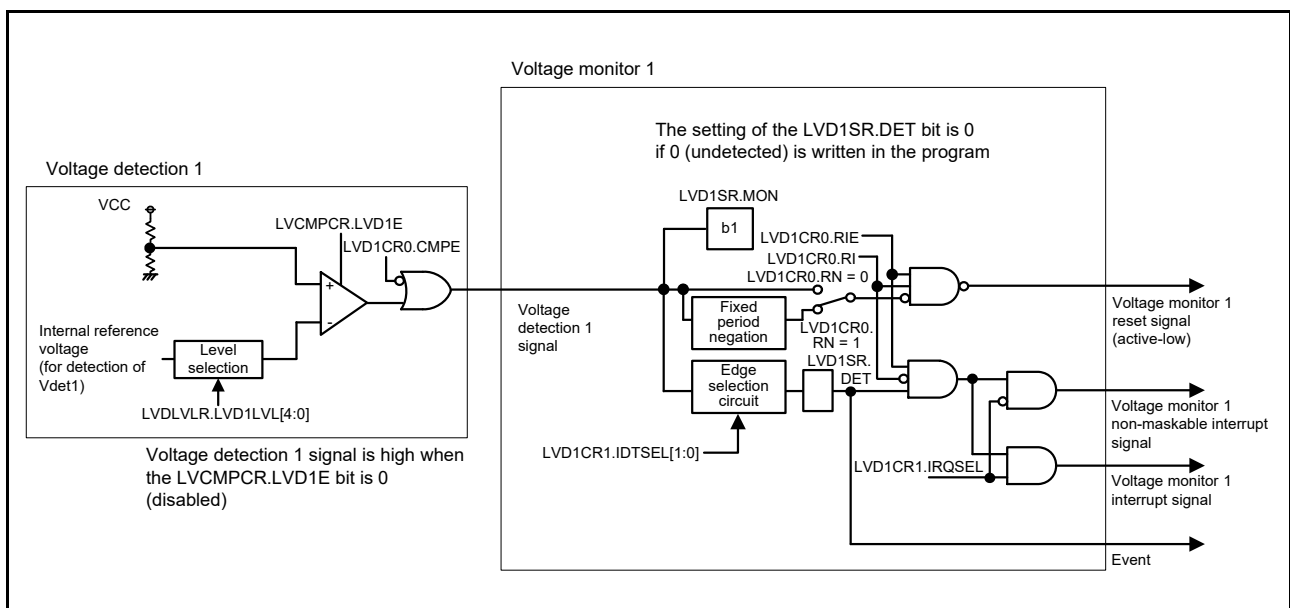 Voltage monitor 1
The setting of the LVD1SR.DET bit is 0
if 0 (undetected) is written in the program
Voltage detection 1
VCC
LVCMPCR.LVD1E
LVD1CR0.CMPE
+
-
Internal reference
voltage
(for detection of
Vdet1)
Level
selection
LVDLVLR.LVD1LVL[4:0]
Voltage detection 1 signal is high when
the LVCMPCR.LVD1E bit is 0
(disabled)
Voltage
detection 1
signal
LVD1SR.MON
b1
LVD1CR0.RIE
LVD1CR0.RI
LVD1CR0.RN = 0
Fixed
period
negation
LVD1CR0.
RN = 1
LVD1SR.
DET
Edge
selection
circuit
LVD1CR1.IDTSEL[1:0]
LVD1CR1.IRQSEL
Voltage monitor 1
reset signal
(active-low)
Voltage monitor 1
non-maskable interrupt
signal
Voltage monitor 1
interrupt signal
Event